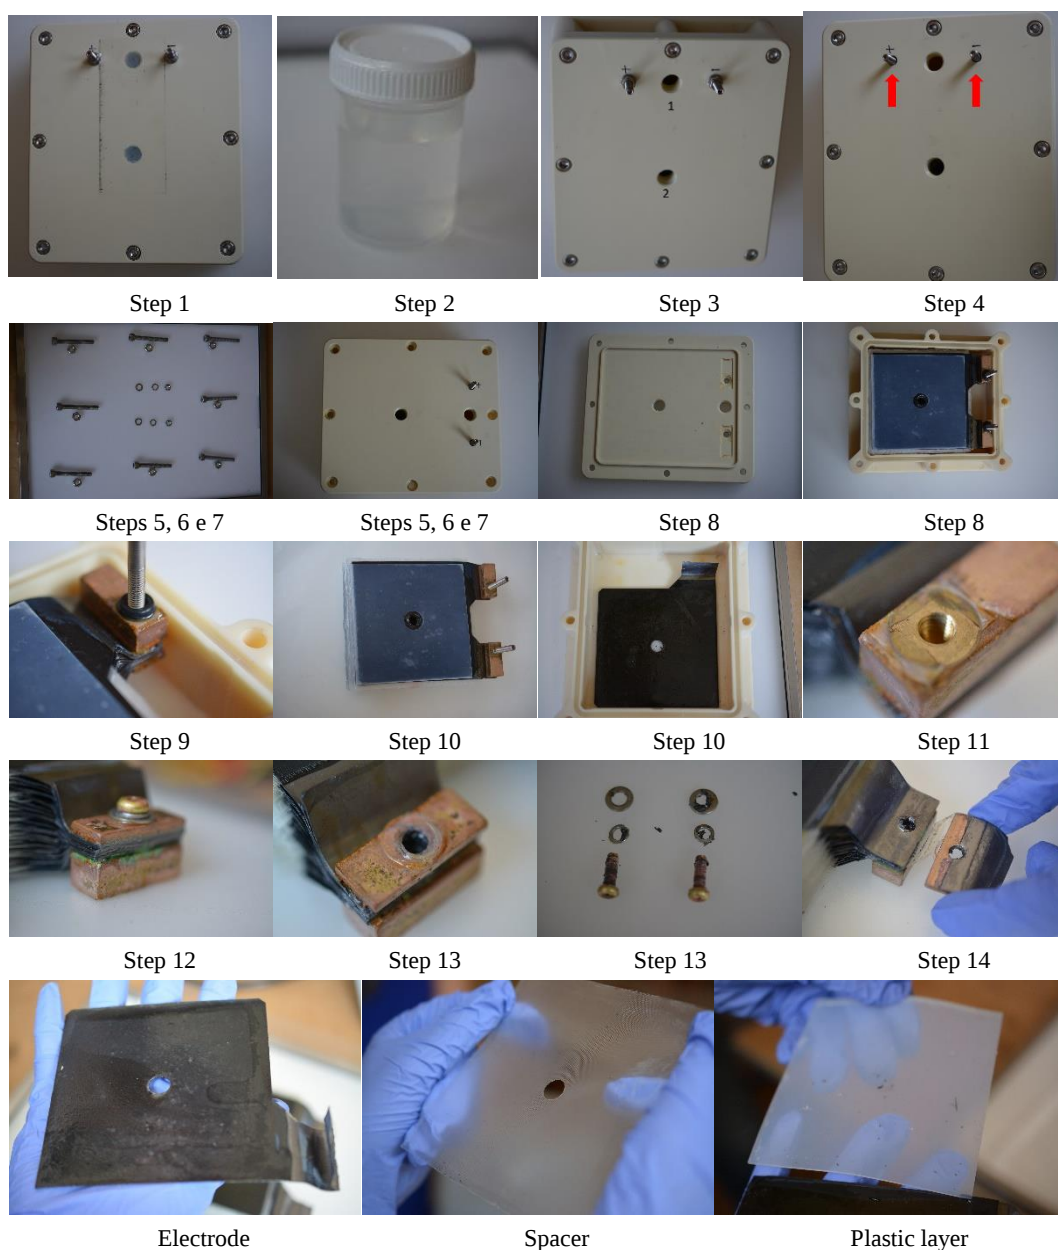 + –
Step 1
Step 2
+ –
1
2
Step 3
+ –
Step 4
Steps 5, 6 e 7
Steps 5, 6 e 7
Step 8
Step 8
Step 9
Step 10
Step 10
Step 11
Step 12
Step 13
Step 13
Step 14
Electrode
Spacer
Plastic layer